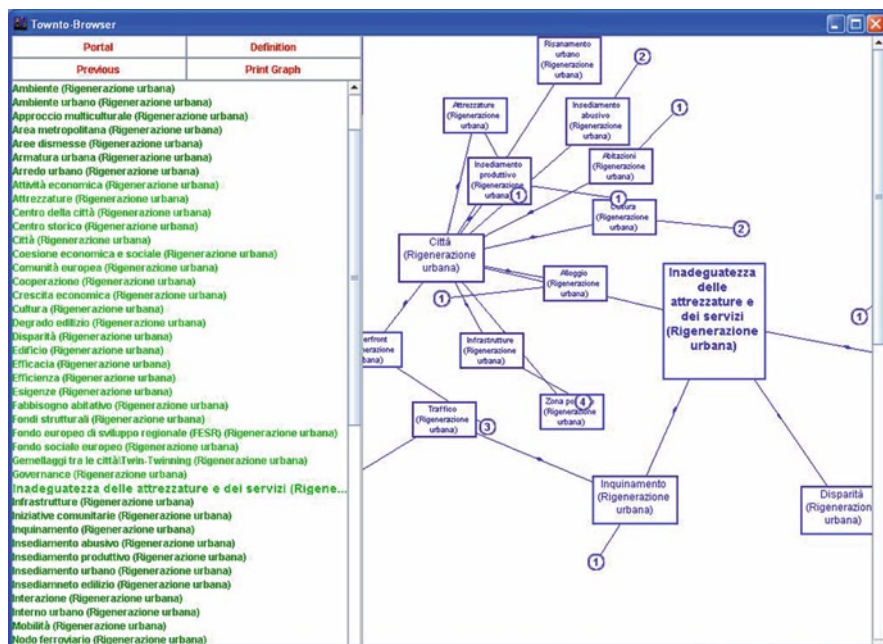 Townto-Browser
Portal
Definition
Previous
Print Graph
Ambiente (Rigenerazione urbana)
Ambiente urbano (Rigenerazione urbana)
Approccio multiculturale (Rigenerazione urbana)
Area metropolitana (Rigenerazione urbana)
Aree dismesse (Rigenerazione urbana)
Armatura urbana (Rigenerazione urbana)
Arredo urbano (Rigenerazione urbana)
Attività economica (Rigenerazione urbana)
Attrezzature (Rigenerazione urbana)
Centro della città (Rigenerazione urbana)
Centro storico (Rigenerazione urbana)
Città (Rigenerazione urbana)
Coesione economica e sociale (Rigenerazione urbana)
Comunità europea (Rigenerazione urbana)
Cooperazione (Rigenerazione urbana)
Crescita economica (Rigenerazione urbana)
Cultura (Rigenerazione urbana)
Degrado edilizio (Rigenerazione urbana)
Disparità (Rigenerazione urbana)
Edificio (Rigenerazione urbana)
Efficacia (Rigenerazione urbana)
Efficienza (Rigenerazione urbana)
Esigenze (Rigenerazione urbana)
Fabbisogno abitativo (Rigenerazione urbana)
Fondi strutturali (Rigenerazione urbana)
Fondo europeo di sviluppo regionale (FESR) (Rigenerazione urbana)
Fondo sociale europeo (Rigenerazione urbana)
Gemellaggi tra le città\Twin-Twinning (Rigenerazione urbana)
Governance (Rigenerazione urbana)
Inadeguatezza delle attrezzature e dei servizi (Rigene...
Infrastrutture (Rigenerazione urbana)
Iniziative comunitarie (Rigenerazione urbana)
Inquinamento (Rigenerazione urbana)
Insediamento abusivo (Rigenerazione urbana)
Insediamento produttivo (Rigenerazione urbana)
Insediamento urbano (Rigenerazione urbana)
Insediamneto edilizio (Rigenerazione urbana)
Interazione (Rigenerazione urbana)
Interno urbano (Rigenerazione urbana)
Mobilità (Rigenerazione urbana)
Nodo ferroviario (Rigenerazione urbana)
Risanamento
urbano
(Rigenerazione
urbana)
2
Attrezzature
(Rigenerazione
urbana)
Insediamento
abusivo
(Rigenerazione
urbana)
1
Abitazioni
(Rigenerazione
urbana)
Insediamento
produttivo
(Rigenerazione
urbana)
1
1
Cultura
(Rigenerazione
urbana)
2
Città
(Rigenerazione
urbana)
Alloggio
(Rigenerazione
urbana)
1
Inadeguatezza
delle
attrezzature e
dei servizi
(Rigenerazione
urbana)
1
erfront
nerazione
bana)
Infrastrutture
(Rigenerazione
urbana)
Zona pe
4
(Rigenerazione
urbana)
Traffico
(Rigenerazione
urbana)
3
Inquinamento
(Rigenerazione
urbana)
1
Disparità
(Rigenerazione
urbana)